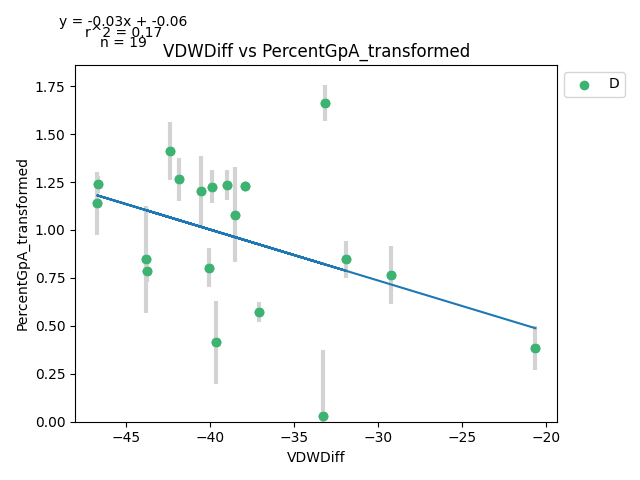 y = -0.03x + -0.06
r^2 = 0.17
n = 19
VDWDiff vs PercentGpA_transformed
D
PercentGpA_transformed
1.75
1.50
1.25
1.00
0.75
0.50
0.25
0.00
−45
−40
−35
−30
−25
−20
VDWDiff